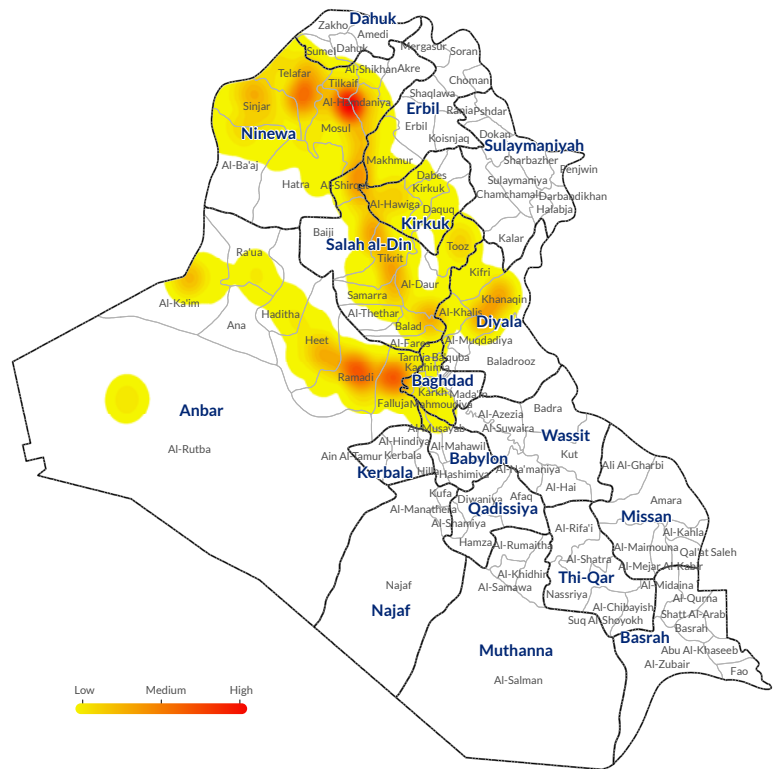 Dahuk
Zakho
Amedi
Sumel
Dahuk
Mergasur
Soran
Telafar
Al-Shikhan
Akre
Choman
Tilkaif
Shaqlawa
Sinjar
Al-Hamdaniya
Erbil
Rania
Pshdar
Ninewa
Mosul
Erbil
Koisnjaq
Dokan
Sulaymaniyah
Sharbazher
Penjwin
Al-Ba'aj
Makhmur
Dabes
Sulaymaniya
Hatra
Al-Shirqat
Kirkuk
Chamchamal
Darbandikhan
Al-Hawiga
Daquq
Halabja
Kirkuk
Baiji
Salah al-Din
Tooz
Kalar
Ra'ua
Tikrit
Kifri
Al-Daur
Al-Ka'im
Samarra
Khanaqin
Haditha
Al-Thethar
Al-Khalis
Ana
Balad
Diyala
Heet
Al-Fares
Al-Muqdadiya
Tarmia
Ba'quba
Baladrooz
Kadhimia
Ramadi
Baghdad
Karkh
Mada'in
Anbar
Falluja
Mahmoudiya
Al-Azezia
Badra
Al-Musayab
Al-Suwaira
Wassit
Al-Rutba
Al-Hindiya
Al-Mahawil
Ain Al-Tamur
Kerbala
Babylon
Kut
Kerbala
Hilla
Hashimiya
Al-Na'maniya
Ali Al-Gharbi
Al-Hai
Kufa
Diwaniya
Afaq
Amara
Al-Manathera
Qadissiya
Missan
Al-Shamiya
Al-Rifa'i
Al-Kahla
Hamza
Al-Rumaitha
Al-Maimouna
Qal'at Saleh
Al-Shatra
Al-Mejar Al-Kabir
Al-Khidhir
Thi-Qar
Al-Midaina
Najaf
Al-Samawa
Nassriya
Al-Qurna
Najaf
Al-Chibayish
Shatt Al-Arab
Suq Al-Shoyokh
Basrah
Basrah
Muthanna
Abu Al-Khaseeb
Al-Zubair
Fao
Al-Salman
Low
Medium
High